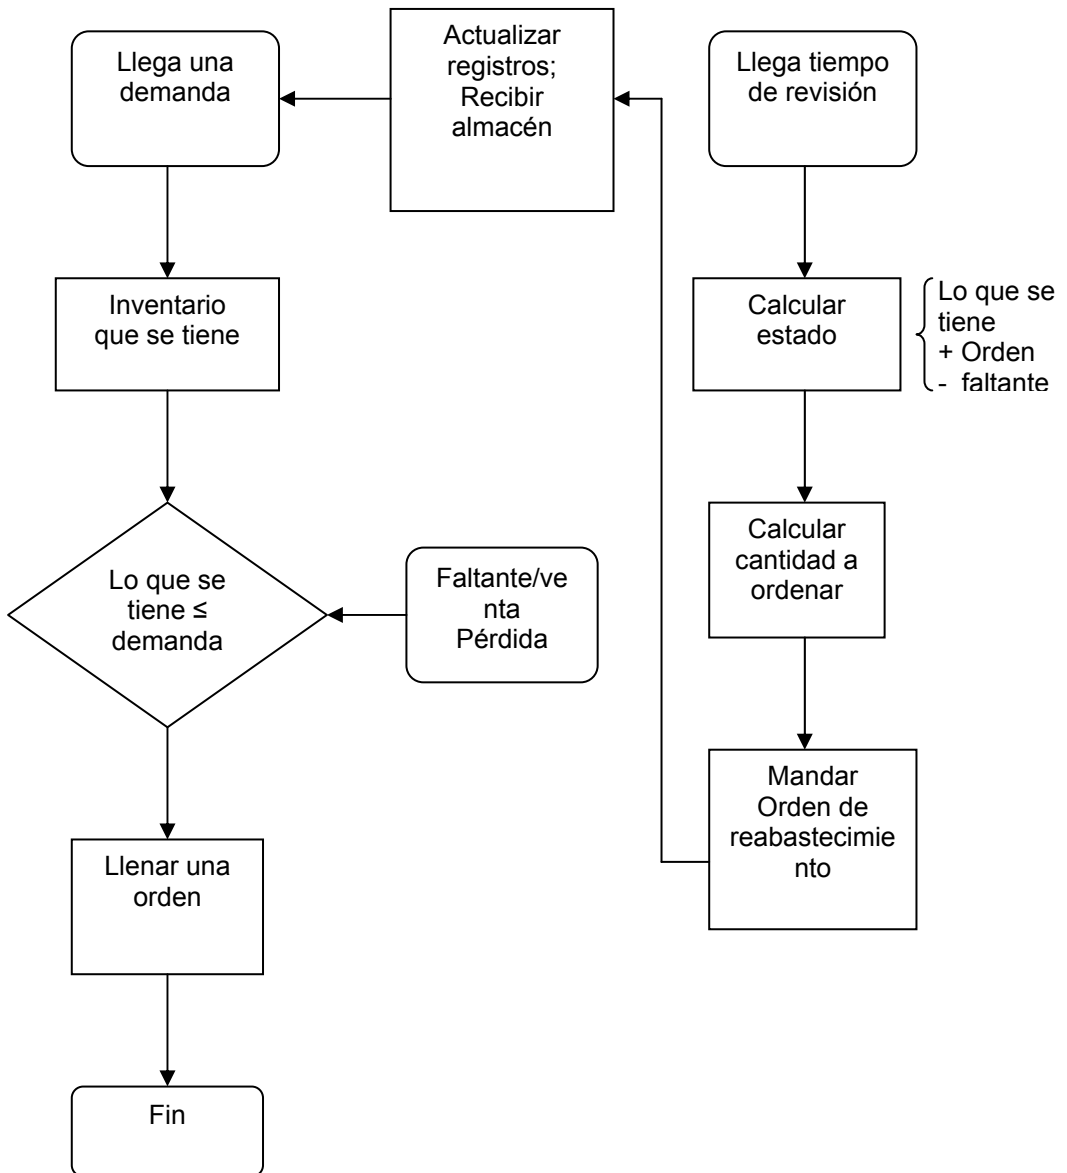 Llega una
demanda
Actualizar
registros;
Recibir
almacén
Llega tiempo
de revisión
Inventario
que se tiene
Calcular
estado
Lo que se
tiene
+ Orden
- faltante
Lo que se
tiene ≤
demanda
Faltante/ve
nta
Pérdida
Calcular
cantidad a
ordenar
Mandar
Orden de
reabastecimie
nto
Llenar una
orden
Fin